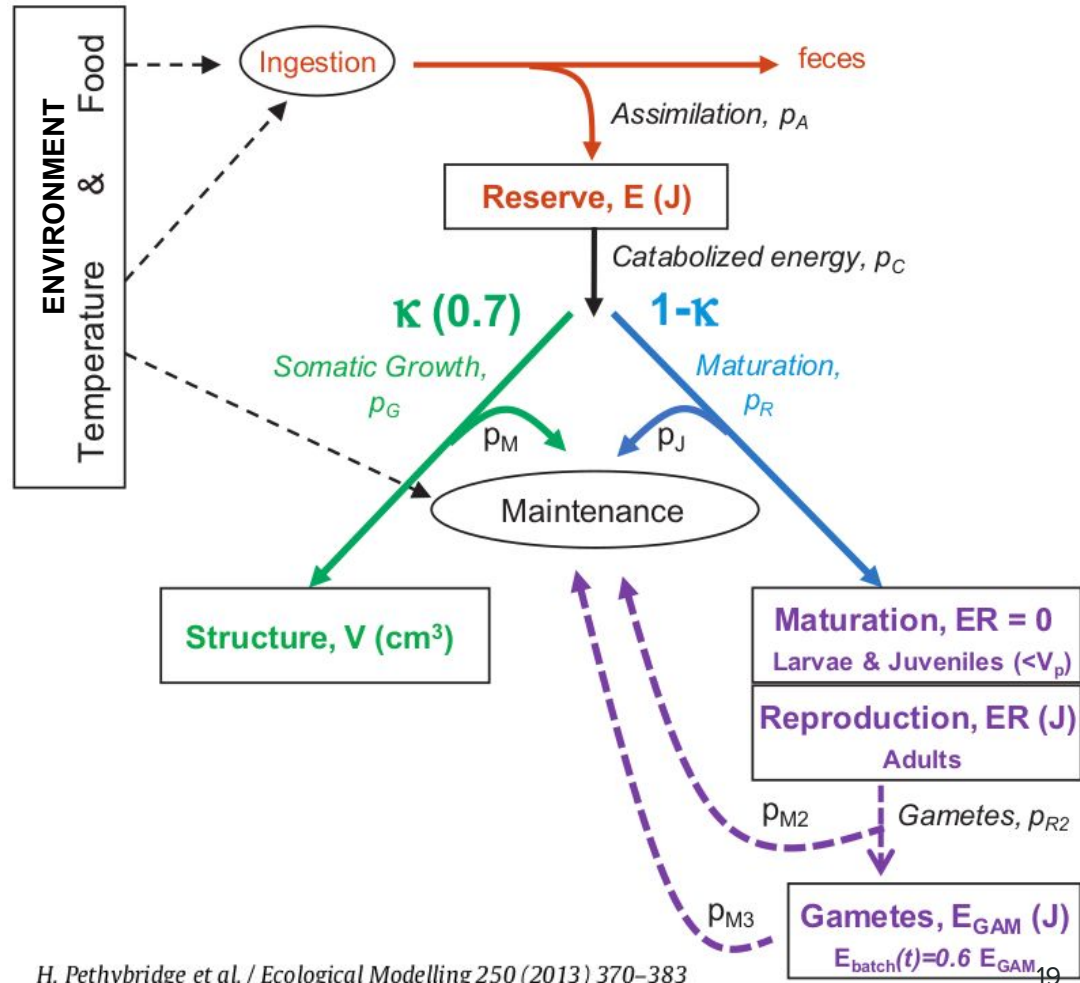 ENVIRONMENT
Temperature & Food
Ingestion
feces
Assimilation, pA
Reserve, E (J)
Catabolized energy, pC
κ (0.7)
1-κ
Somatic Growth,
pG
Maturation,
pR
pM
pJ
Maintenance
Structure, V (cm³)
Maturation, ER = 0
Larvae & Juveniles (<Vp)
Reproduction, ER (J)
Adults
pM2
Gametes, pR2
pM3
Gametes, EGAM (J)
Ebatch(t)=0.6 EGAM
H. Pethybridge et al. / Ecological Modelling 250 (2013) 370–383
19